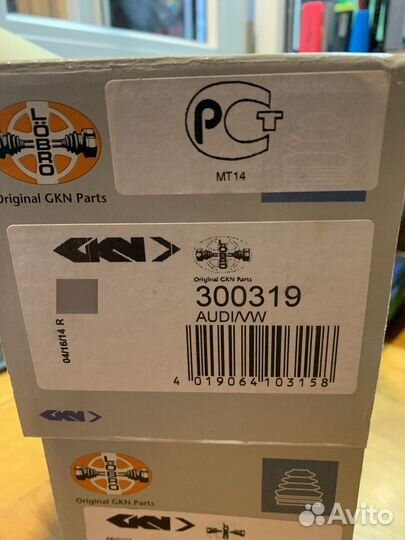 LÖBRO
Original GKN Parts
PCT
MT14
GKN
Original GKN Parts
300319
AUDI/VW
04/16/14 R
4 019064 103158
GKN
LÖBRO
Original GKN Parts
GKN
Avito